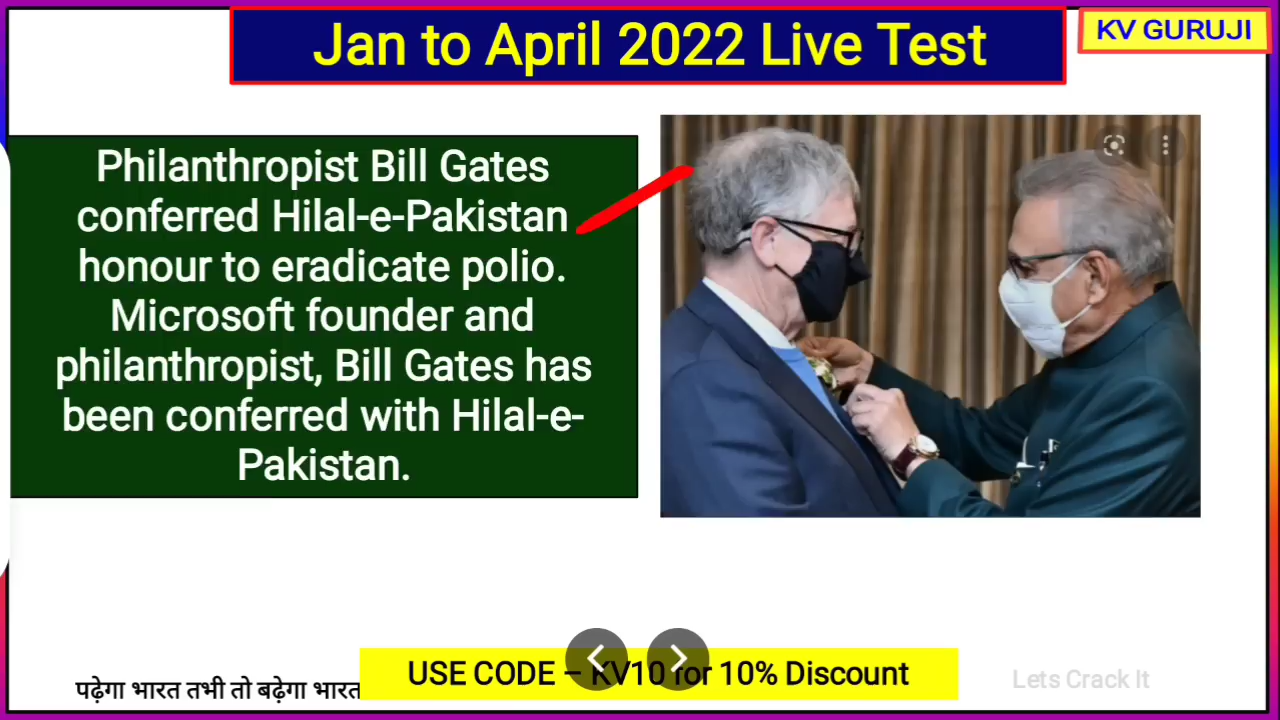 Jan to April 2022 Live Test
KV GURUJI
Philanthropist Bill Gates
conferred Hilal-e-Pakistan
honour to eradicate polio.
Microsoft founder and
philanthropist, Bill Gates has
been conferred with Hilal-e-
Pakistan.
USE CODE – KV10 for 10% Discount
पढ़ेगा भारत तभी तो बढ़ेगा भारत
Lets Crack It